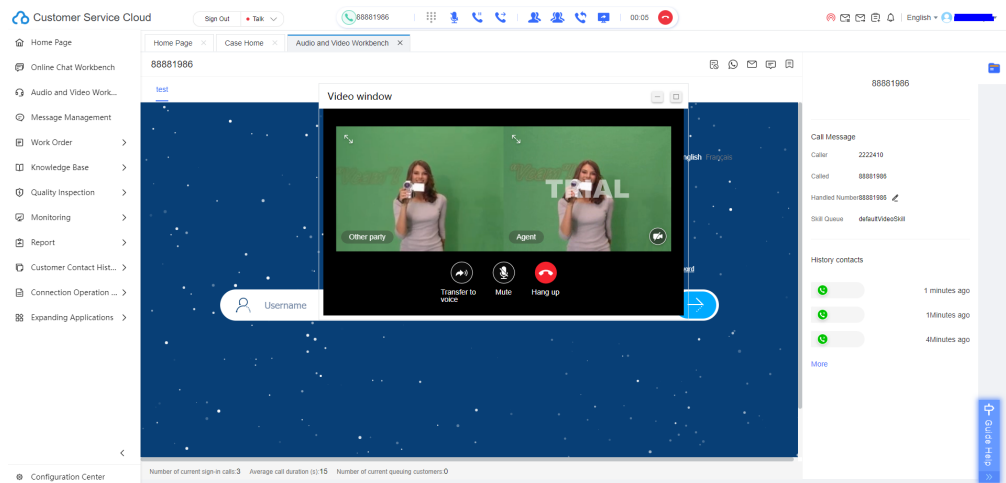 Customer Service Cloud
Sign Out
Talk
88881986
00:05
English
Home Page
Online Chat Workbench
Audio and Video Work...
Message Management
Work Order
Knowledge Base
Quality Inspection
Monitoring
Report
Customer Contact Hist...
Connection Operation ...
Expanding Applications
Configuration Center
Home Page
Case Home
Audio and Video Workbench
88881986
test
Video window
TRIAL
Other party
Agent
Transfer to
voice
Mute
Hang up
nglish Français
Username
Number of current sign-in calls:3 Average call duration (s):15 Number of current queuing customers:0
88881986
Call Message
Caller 2222410
Called 88881986
Handled Number 88881986
Skill Queue defaultVideoSkill
History contacts
1 minutes ago
1Minutes ago
4Minutes ago
More
Guide Help